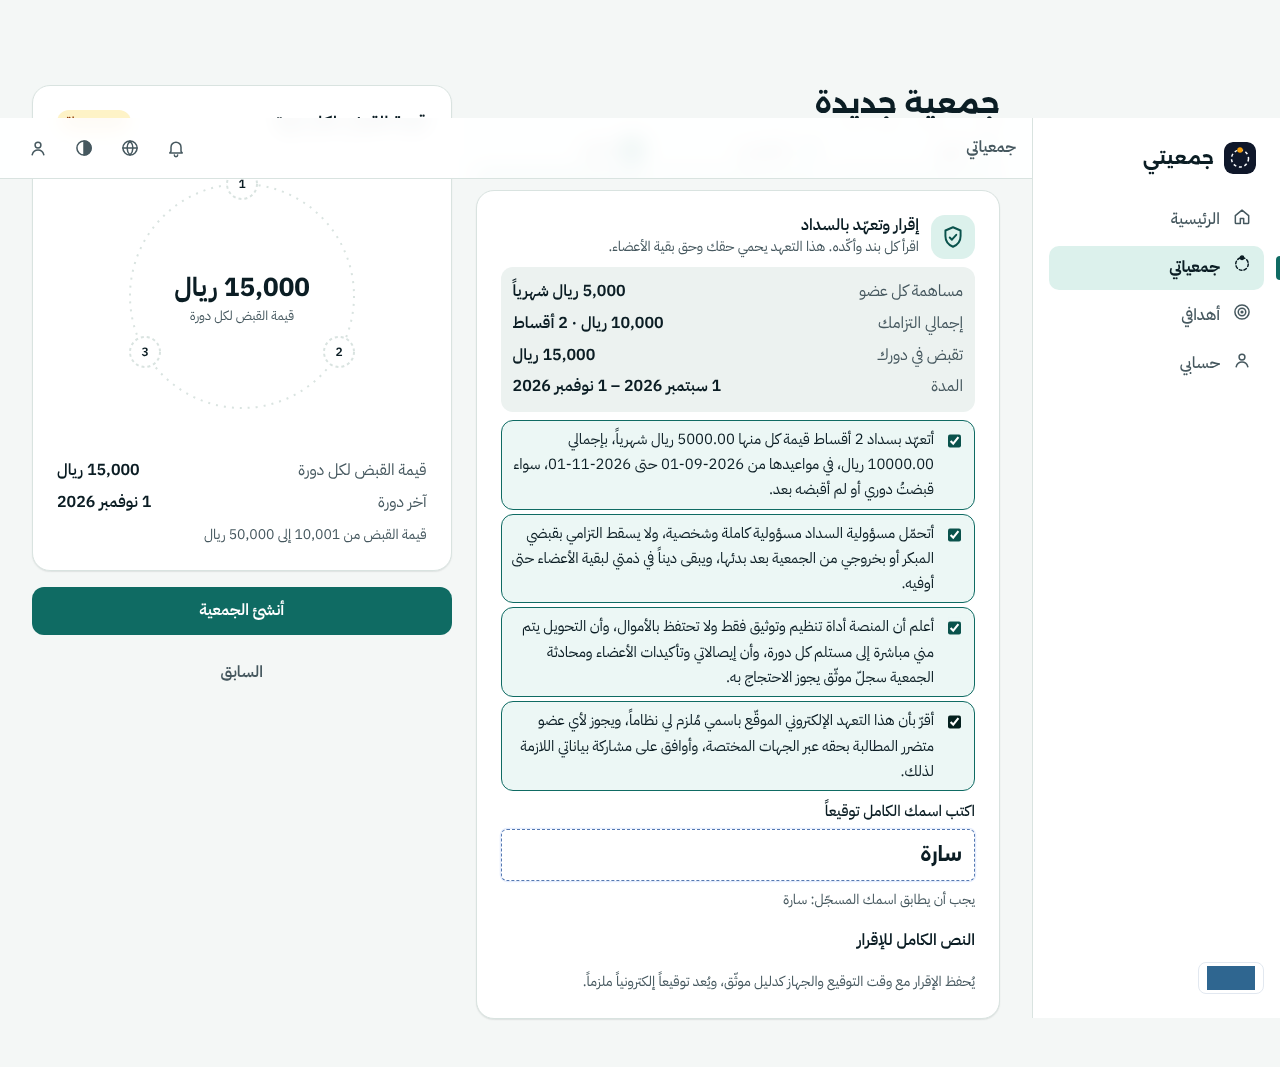 جمعية جديدة
جمعياتي
جمعيتي
الرئيسية
جمعياتي
أهدافي
حسابي
إقرار وتعهّد بالسداد
اقرأ كل بند وأكّده. هذا التعهد يحمي حقك وحق بقية الأعضاء.
مساهمة كل عضو 5,000 ريال شهرياً
إجمالي التزامك 10,000 ريال · 2 أقساط
تقبض في دورك 15,000 ريال
المدة 1 سبتمبر 2026 – 1 نوفمبر 2026
أتعهّد بسداد 2 أقساط قيمة كل منها 5000.00 ريال شهرياً، بإجمالي
10000.00 ريال، في مواعيدها من 2026-09-01 حتى 2026-11-01، سواء
قبضتُ دوري أو لم أقبضه بعد.
أتحمّل مسؤولية السداد مسؤولية كاملة وشخصية، ولا يسقط التزامي بقبضي
المبكر أو بخروجي من الجمعية بعد بدئها، ويبقى ديناً في ذمتي لبقية الأعضاء حتى
أوفيه.
أعلم أن المنصة أداة تنظيم وتوثيق فقط ولا تحتفظ بالأموال، وأن التحويل يتم
مني مباشرة إلى مستلم كل دورة، وأن إيصالاتي وتأكيدات الأعضاء ومحادثة
الجمعية سجلّ موثّق يجوز الاحتجاج به.
أقرّ بأن هذا التعهد الإلكتروني الموقّع باسمي مُلزم لي نظاماً، ويجوز لأي عضو
متضرر المطالبة بحقه عبر الجهات المختصة، وأوافق على مشاركة بياناتي اللازمة
لذلك.
اكتب اسمك الكامل توقيعاً
سارة
يجب أن يطابق اسمك المسجّل: سارة
النص الكامل للإقرار
يُحفظ الإقرار مع وقت التوقيع والجهاز كدليل موثّق، ويُعد توقيعاً إلكترونياً ملزماً.
1
15,000 ريال
قيمة القبض لكل دورة
2
3
قيمة القبض لكل دورة 15,000 ريال
آخر دورة 1 نوفمبر 2026
قيمة القبض من 10,001 إلى 50,000 ريال
أنشئ الجمعية
السابق